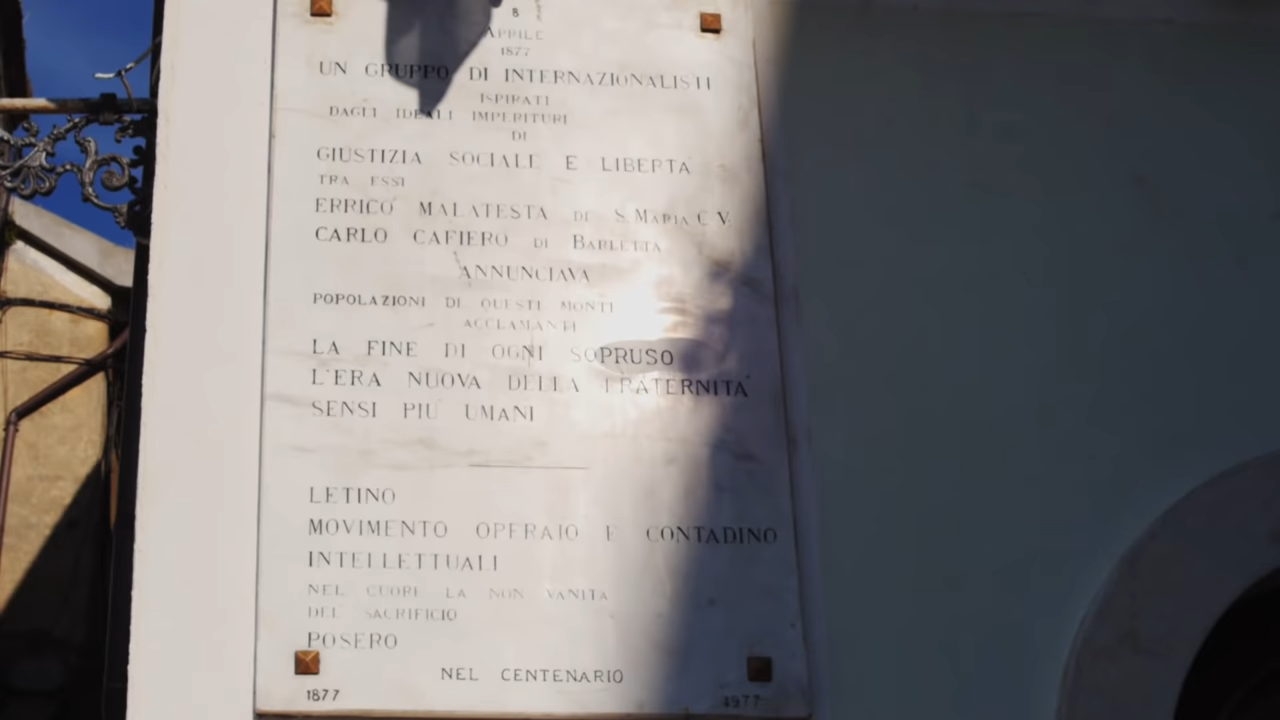 8
APRILE
1877
UN GRUPPO DI INTERNAZIONALISTI
ISPIRATI
DAGLI IDEALI IMPERITURI
DI
GIUSTIZIA SOCIALE E LIBERTA'
TRA ESSI
ERRICO MALATESTA DI S. MARIA C.V.
CARLO CAFIERO DI BARLETTA
ANNUNCIAVA
POPOLAZIONI DI QUESTI MONTI
ACCLAMANTI
LA FINE DI OGNI SOPRUSO
L'ERA NUOVA DELLA FRATERNITA'
SENSI PIU' UMANI
LETINO
MOVIMENTO OPERAIO E CONTADINO
INTELLETTUALI
NEL CUORE LA NON VANITA
DEL SACRIFICIO
POSERO
NEL CENTENARIO
1877 1977